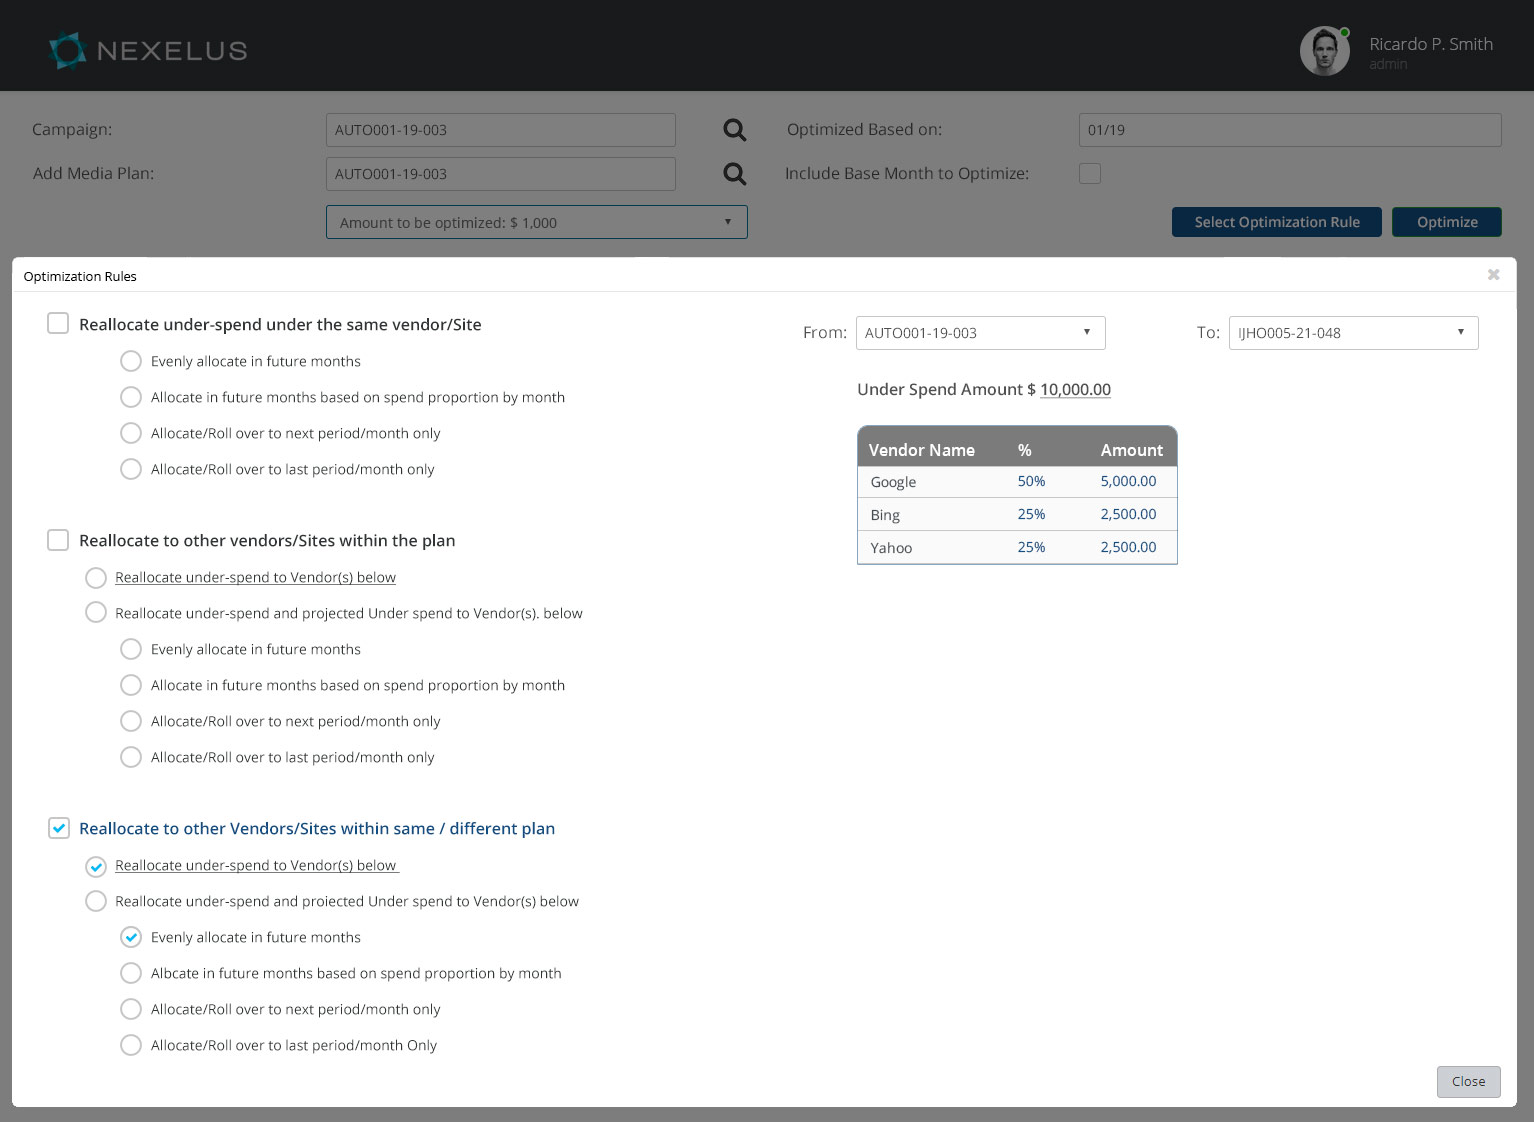 NEXELUS
Ricardo P. Smith
admin
Campaign: AUTO001-19-003 Optimized Based on: 01/19
Add Media Plan: AUTO001-19-003 Include Base Month to Optimize:
Amount to be optimized: $ 1,000 Select Optimization Rule Optimize
Optimization Rules
Reallocate under-spend under the same vendor/Site
Evenly allocate in future months
Allocate in future months based on spend proportion by month
Allocate/Roll over to next period/month only
Allocate/Roll over to last period/month only
Reallocate to other vendors/Sites within the plan
Reallocate under-spend to Vendor(s) below
Reallocate under-spend and projected Under spend to Vendor(s). below
Evenly allocate in future months
Allocate in future months based on spend proportion by month
Allocate/Roll over to next period/month only
Allocate/Roll over to last period/month only
Reallocate to other Vendors/Sites within same / different plan
Reallocate under-spend to Vendor(s) below
Reallocate under-spend and proiected Under spend to Vendor(s) below
Evenly allocate in future months
Albcate in future months based on spend proportion by month
Allocate/Roll over to next period/month only
Allocate/Roll over to last period/month Only
From: AUTO001-19-003 To: IJHO005-21-048
Under Spend Amount $ 10,000.00
Vendor Name % Amount
Google 50% 5,000.00
Bing 25% 2,500.00
Yahoo 25% 2,500.00
Close